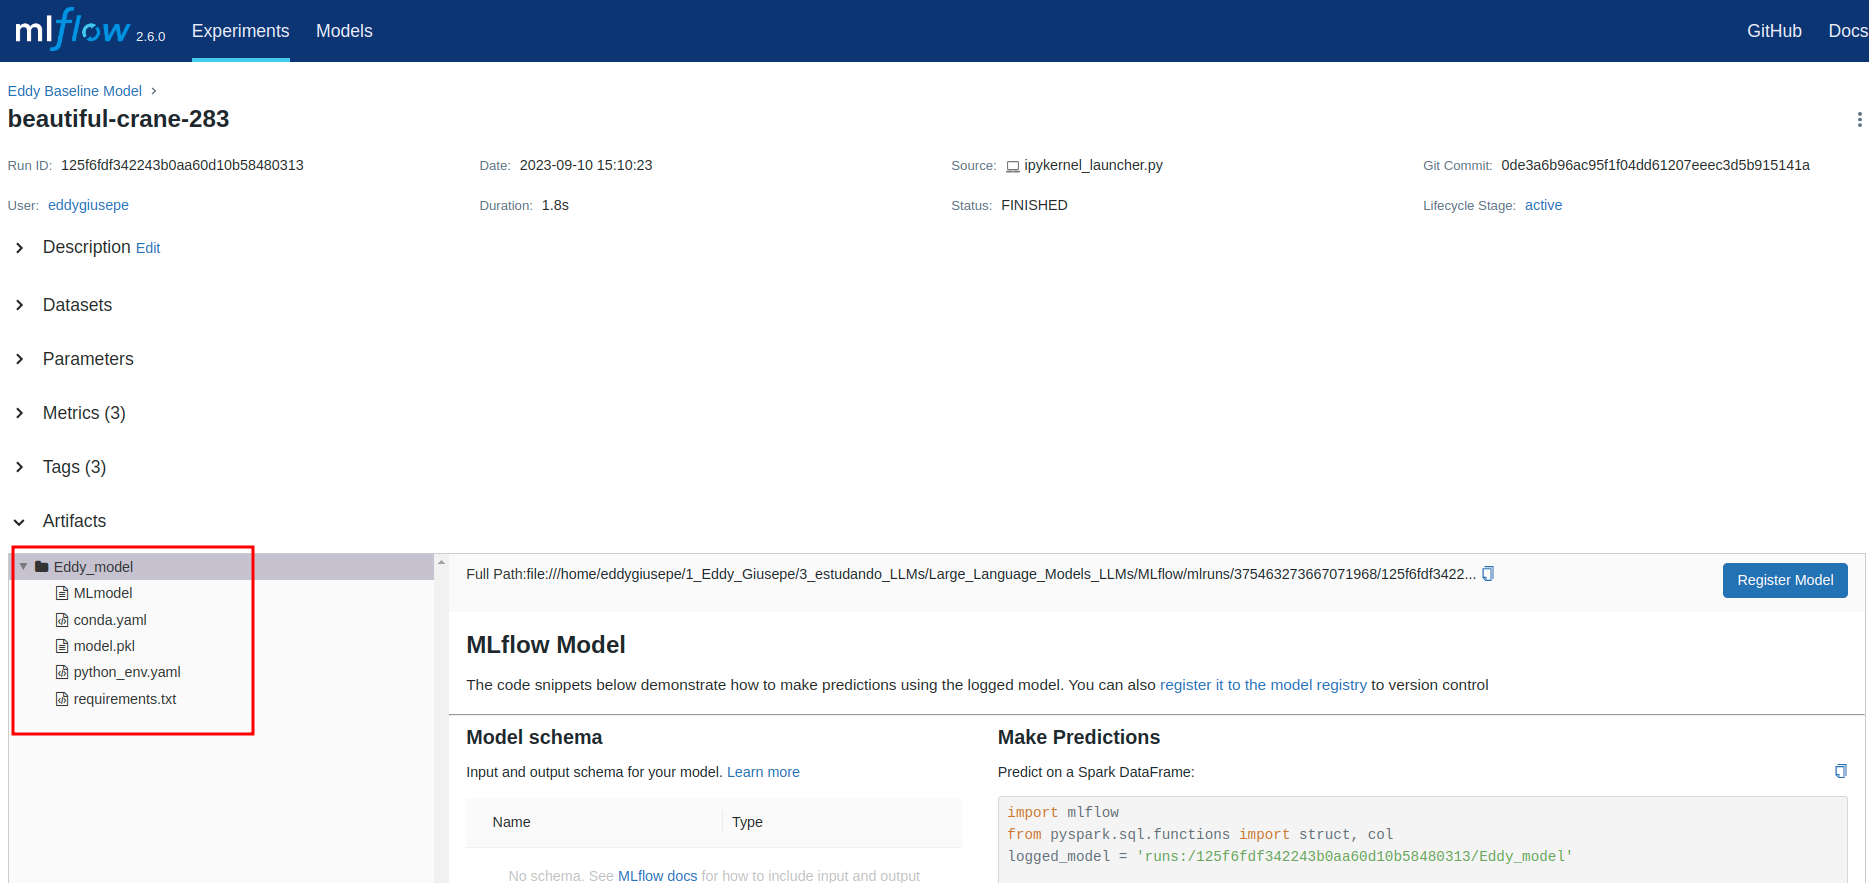 mlflow 2.6.0 Experiments Models GitHub Docs
Eddy Baseline Model
beautiful-crane-283
Run ID: 125f6fdf342243b0aa60d10b58480313 Date: 2023-09-10 15:10:23 Source: ipykernel_launcher.py Git Commit: 0de3a6b96ac95f1f04dd61207eeec3d5b915141a
User: eddygiusepe Duration: 1.8s Status: FINISHED Lifecycle Stage: active
Description Edit
Datasets
Parameters
Metrics (3)
Tags (3)
Artifacts
Eddy_model
MLmodel
conda.yaml
model.pkl
python_env.yaml
requirements.txt
Full Path:file:///home/eddygiusepe/1_Eddy_Giusepe/3_estudando_LLMs/Large_Language_Models_LLMs/MLflow/mlruns/375463273667071968/125f6fdf3422...
Register Model
MLflow Model
The code snippets below demonstrate how to make predictions using the logged model. You can also register it to the model registry to version control
Model schema
Input and output schema for your model. Learn more
Name Type
No schema. See MLflow docs for how to include input and output
Make Predictions
Predict on a Spark DataFrame:
import mlflow
from pyspark.sql.functions import struct, col
logged_model = 'runs:/125f6fdf342243b0aa60d10b58480313/Eddy_model'